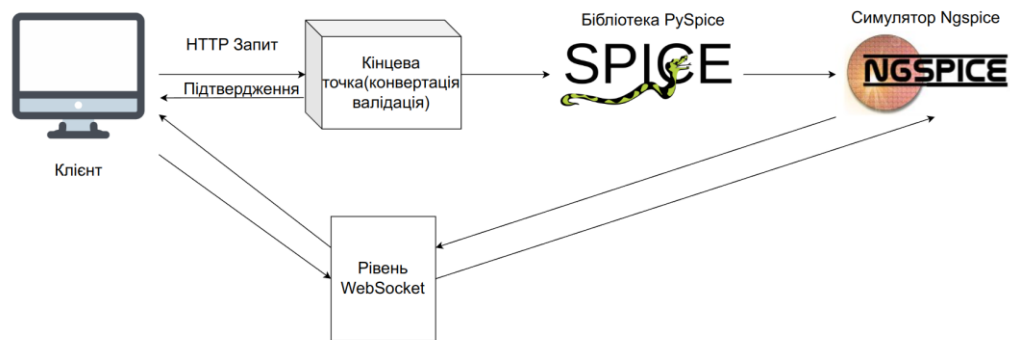 Бібліотека PySpice
Симулятор Ngspice
HTTP Запит
Підтвердження
Кінцева
точка(конвертація
валідація)
SPICE
NGSPICE
Клієнт
Рівень
WebSocket